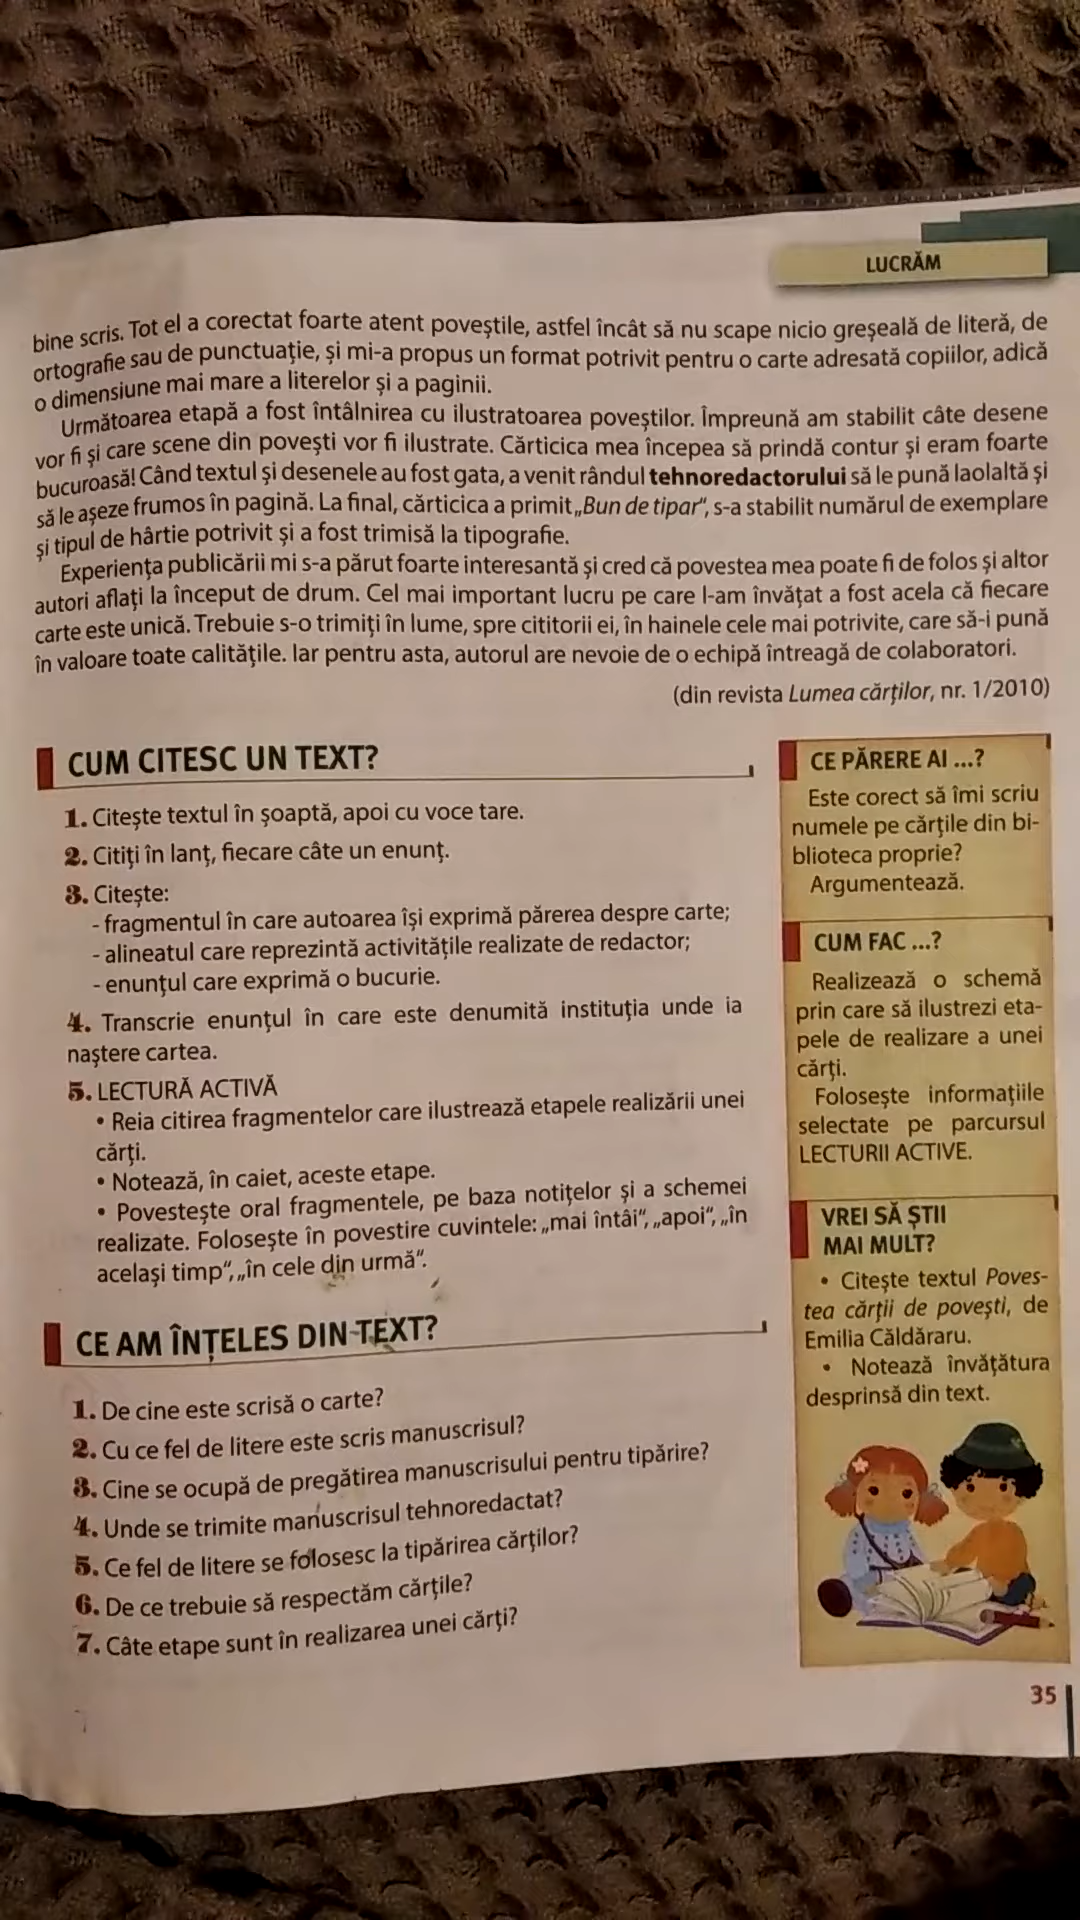 LUCRĂM
bine scris. Tot el a corectat foarte atent poveștile, astfel încât să nu scape nicio greșeală de literă, de
ortografie sau de punctuație, și mi-a propus un format potrivit pentru o carte adresată copiilor, adică
o dimensiune mai mare a literelor și a paginii.
Următoarea etapă a fost întâlnirea cu ilustratoarea poveștilor. Împreună am stabilit câte desene
vor fi și care scene din povești vor fi ilustrate. Cărticica mea începea să prindă contur și eram foarte
bucuroasă! Când textul și desenele au fost gata, a venit rândul tehnoredactorului să le pună laolaltă și
să le așeze frumos în pagină. La final, cărticica a primit „Bun de tipar“, s-a stabilit numărul de exemplare
și tipul de hârtie potrivit și a fost trimisă la tipografie.
Experiența publicării mi s-a părut foarte interesantă și cred că povestea mea poate fi de folos și altor
autori aflați la început de drum. Cel mai important lucru pe care l-am învățat a fost acela că fiecare
carte este unică. Trebuie s-o trimiți în lume, spre cititorii ei, în hainele cele mai potrivite, care să-i pună
în valoare toate calitățile. Iar pentru asta, autorul are nevoie de o echipă întreagă de colaboratori.
(din revista Lumea cărților, nr. 1/2010)
CUM CITESC UN TEXT?
1. Citește textul în șoaptă, apoi cu voce tare.
2. Citiți în lanț, fiecare câte un enunț.
3. Citește:
- fragmentul în care autoarea își exprimă părerea despre carte;
- alineatul care reprezintă activitățile realizate de redactor;
- enunțul care exprimă o bucurie.
4. Transcrie enunțul în care este denumită instituția unde ia
naștere cartea.
5. LECTURĂ ACTIVĂ
• Reia citirea fragmentelor care ilustrează etapele realizării unei
cărți.
• Notează, în caiet, aceste etape.
• Povestește oral fragmentele, pe baza notițelor și a schemei
realizate. Folosește în povestire cuvintele: „mai întâi“, „apoi“, „în
același timp“, „în cele din urmă“.
CE AM ÎNȚELES DIN TEXT?
1. De cine este scrisă o carte?
2. Cu ce fel de litere este scris manuscrisul?
3. Cine se ocupă de pregătirea manuscrisului pentru tipărire?
4. Unde se trimite manuscrisul tehnoredactat?
5. Ce fel de litere se folosesc la tipărirea cărților?
6. De ce trebuie să respectăm cărțile?
7. Câte etape sunt în realizarea unei cărți?
CE PĂRERE AI ...?
Este corect să îmi scriu
numele pe cărțile din bi-
blioteca proprie?
Argumentează.
CUM FAC ...?
Realizează o schemă
prin care să ilustrezi eta-
pele de realizare a unei
cărți.
Folosește informațiile
selectate pe parcursul
LECTURII ACTIVE.
VREI SĂ ȘTII
MAI MULT?
• Citește textul Poves-
tea cărții de povești, de
Emilia Căldăraru.
• Notează învățătura
desprinsă din text.
35